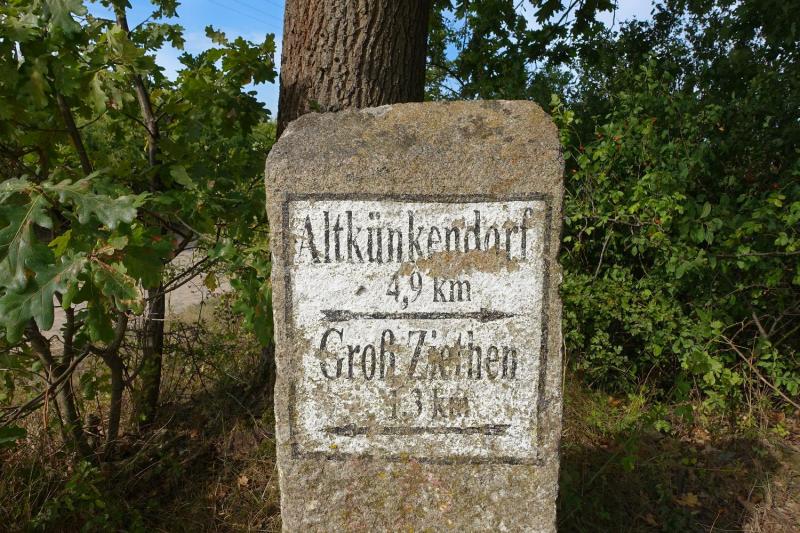 Altkünkendorf
4,9 km
Groß Ziethen
1,3 km